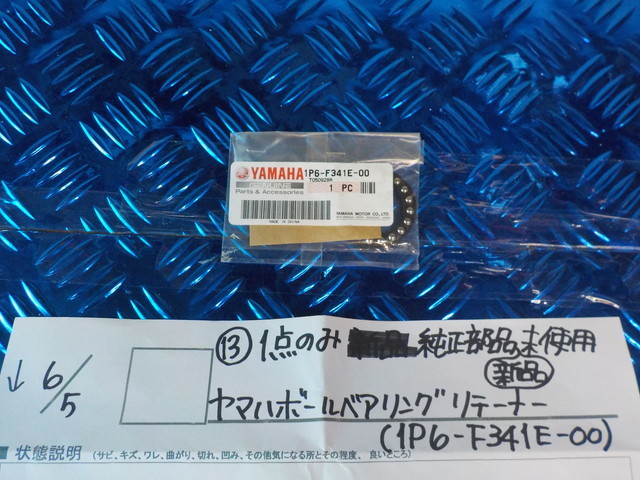 YAMAHA 1P6-F341E-00
GENUINE
Parts & Accessories 1 PC
YAMAHA MOTOR CO.,LTD.
MADE IN
⑬ 1点のみ 純正部品 未使用
新品
↓ 6/5
ヤマハボールベアリングリテーナー
(1P6-F341E-00)
■ 状態説明 (サビ、キズ、ワレ、曲がり、切れ、凹み、その他気になる所とその程度、良いところ)